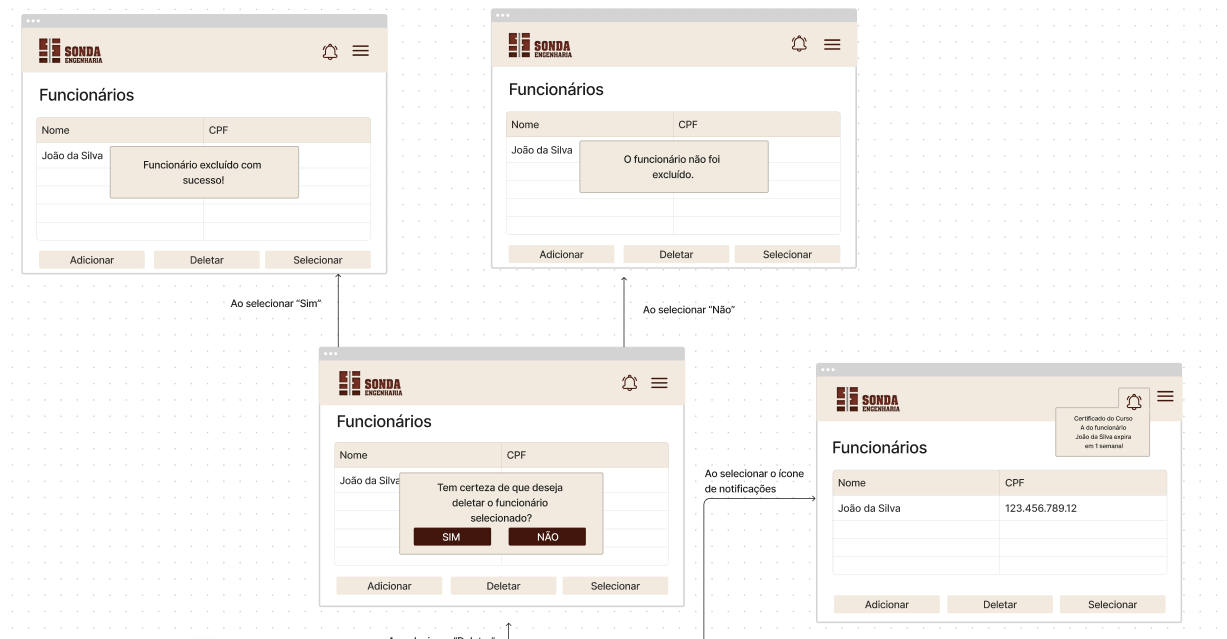 SONDA
ENGENHARIA
Funcionários
Nome CPF
João da Silva
Funcionário excluído com
sucesso!
Adicionar Deletar Selecionar
SONDA
ENGENHARIA
Funcionários
Nome CPF
João da Silva
O funcionário não foi
excluído.
Adicionar Deletar Selecionar
Ao selecionar “Sim”
Ao selecionar “Não”
SONDA
ENGENHARIA
Funcionários
Nome CPF
João da Silva
Tem certeza de que deseja
deletar o funcionário
selecionado?
SIM NÃO
Adicionar Deletar Selecionar
Ao selecionar o ícone
de notificações
SONDA
ENGENHARIA
Certificado do Curso
A do funcionário
João da Silva expira
em 1 semana!
Funcionários
Nome CPF
João da Silva 123.456.789.12
Adicionar Deletar Selecionar